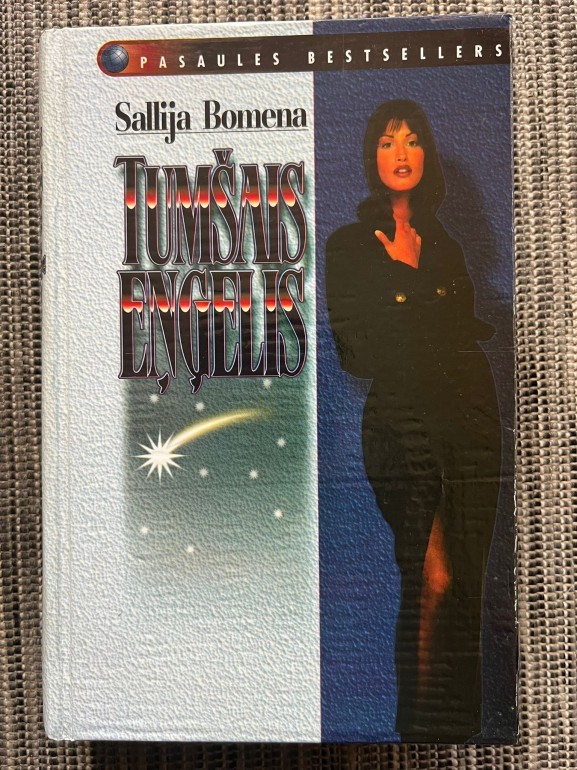 PASAULES BESTSELLERS
Sallija Bomena
TUMŠAIS
EŅĢELIS